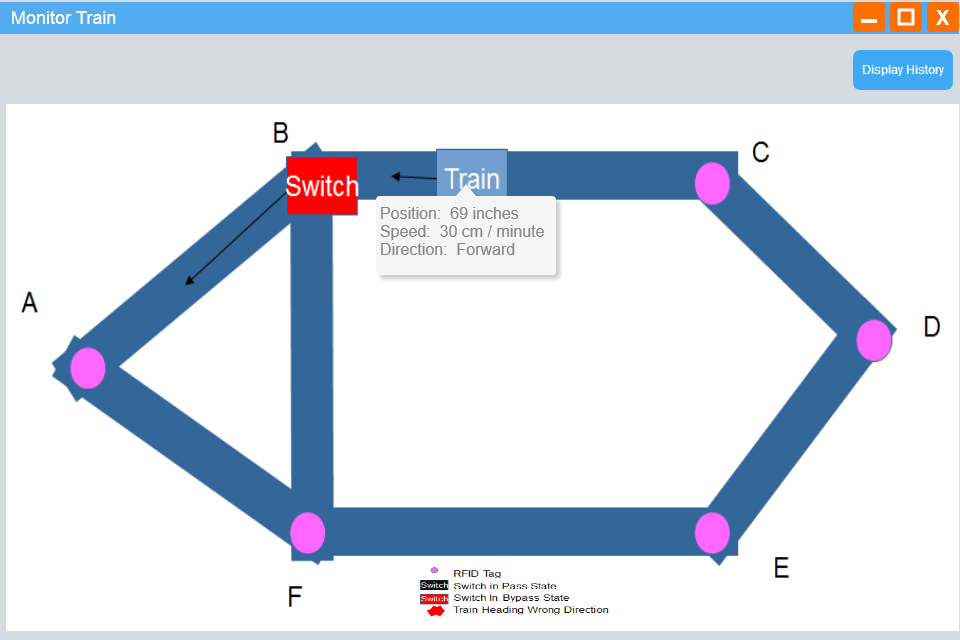 Monitor Train
X
Display History
B
C
Switch
Train
Position: 69 inches
Speed: 30 cm / minute
Direction: Forward
A
D
E
F
RFID Tag
Switch Switch in Pass State
Switch Switch In Bypass State
Train Heading Wrong Direction